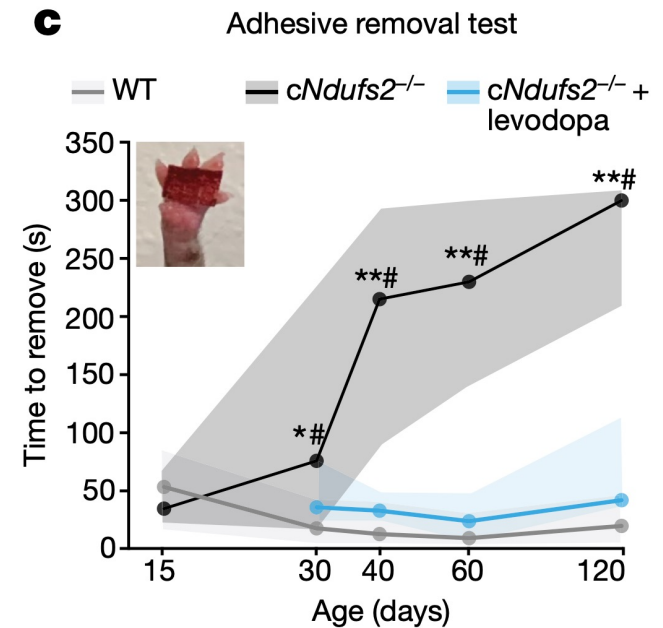 c
Adhesive removal test
WT
cNdufs2–/–
cNdufs2–/– +
levodopa
350
300
250
200
150
100
50
0
Time to remove (s)
**#
**#
**#
*#
15
30
40
60
120
Age (days)